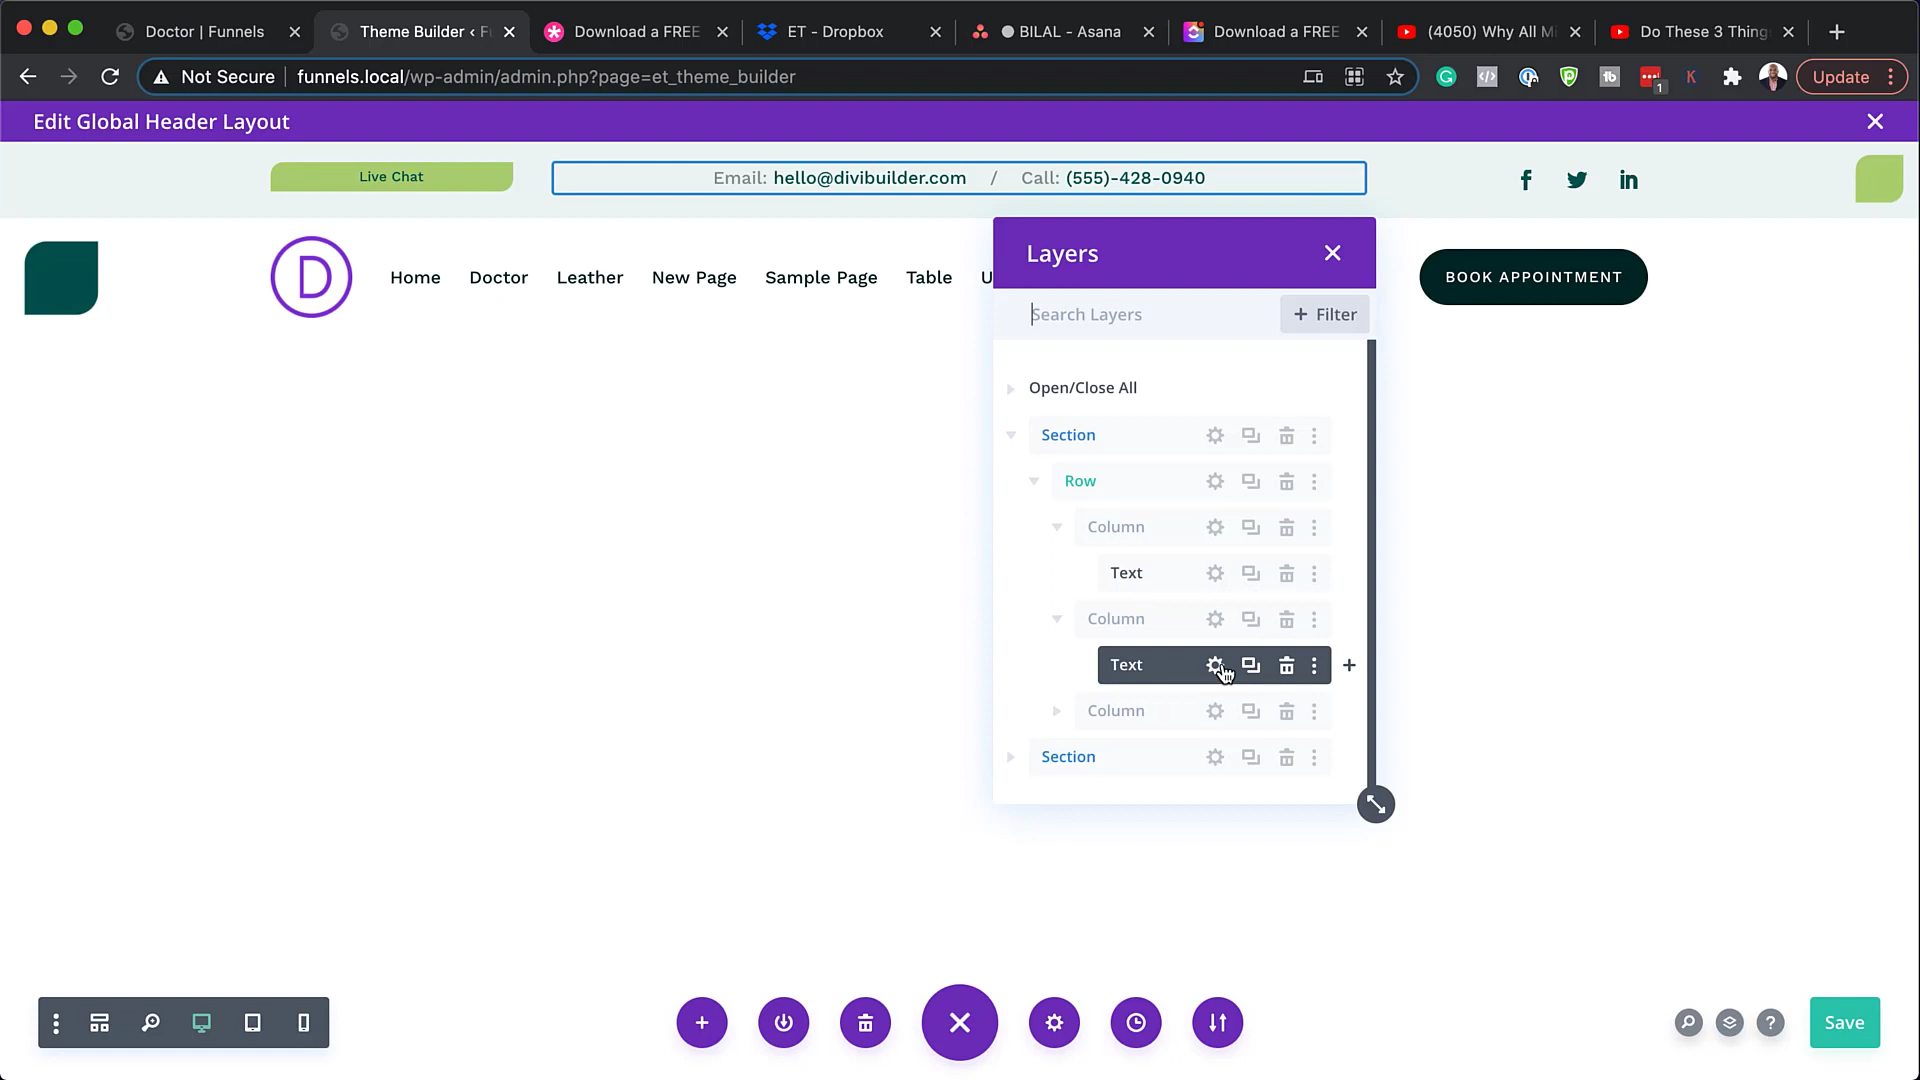 Doctor | Funnels
Theme Builder ‹ F
Download a FREE
ET - Dropbox
BILAL - Asana
Download a FREE
(4050) Why All Mi
Do These 3 Thing
Not Secure
funnels.local/wp-admin/admin.php?page=et_theme_builder
1
K
Update
Edit Global Header Layout
Live Chat
Email: hello@divibuilder.com / Call: (555)-428-0940
D
Home
Doctor
Leather
New Page
Sample Page
Table
BOOK APPOINTMENT
Layers
Search Layers
Filter
Open/Close All
Section
Row
Column
Text
Column
Text
Column
Section
Save